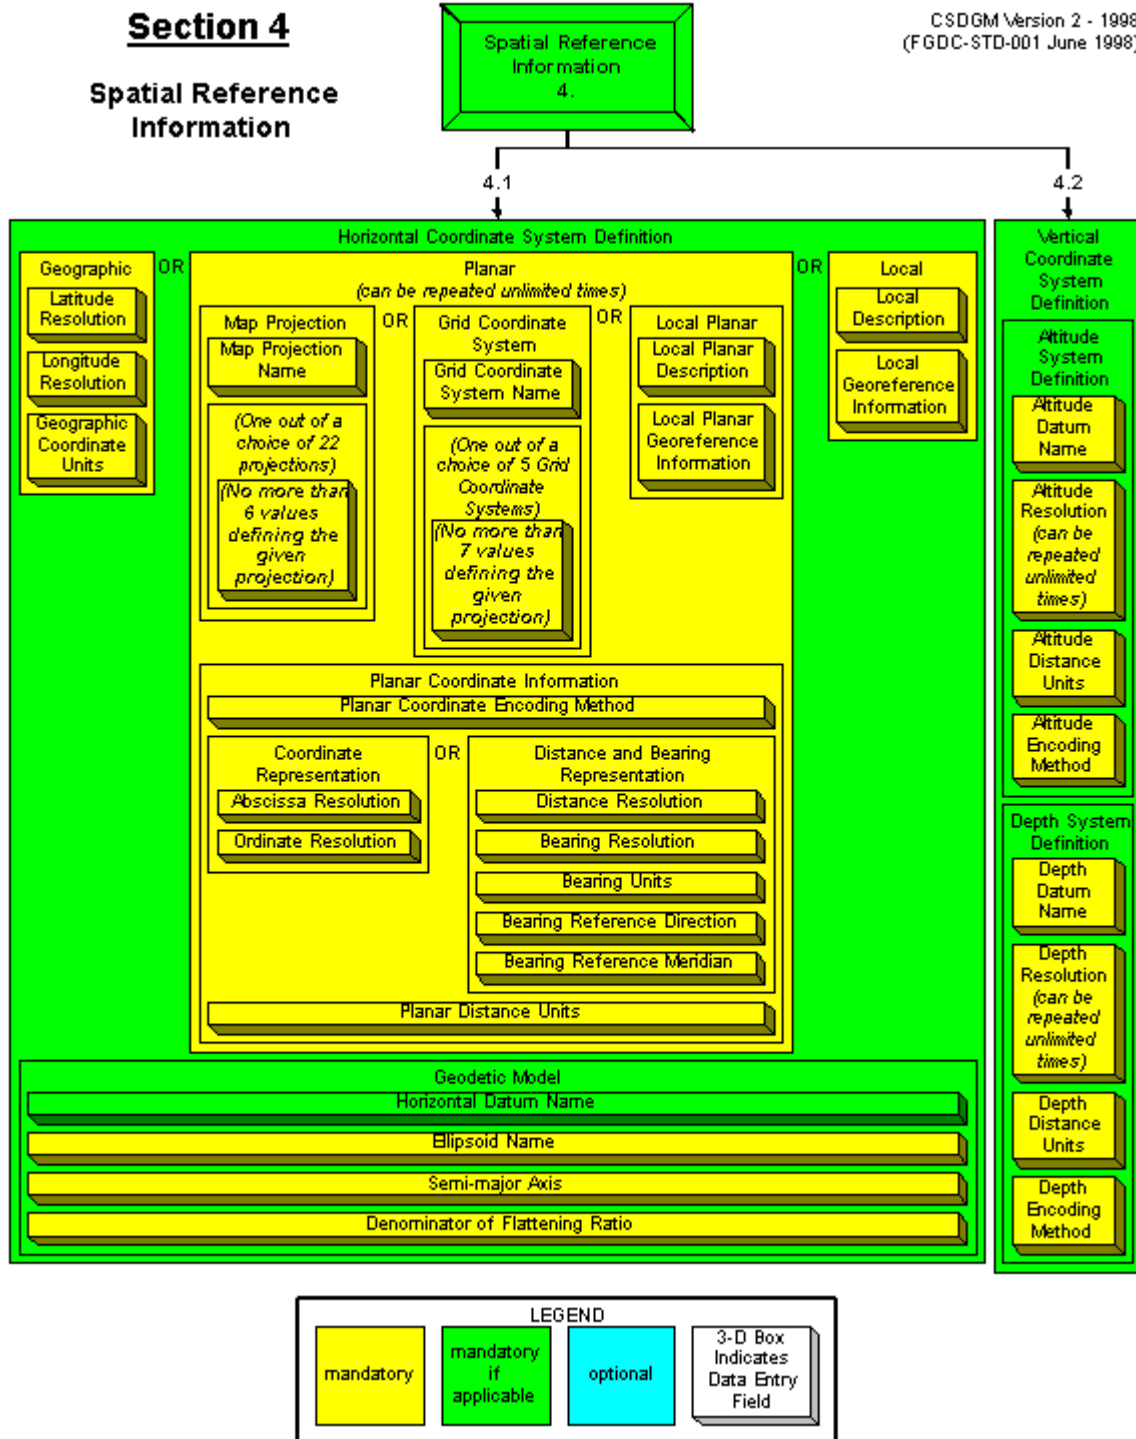 Section 4
Spatial Reference
Information
Spatial Reference
Information
4.
CSDGM Version 2 - 1998
(FGDC-STD-001 June 1998)
4.1
4.2
Horizontal Coordinate System Definition
Geographic
Latitude
Resolution
Longitude
Resolution
Geographic
Coordinate
Units
OR
Planar
(can be repeated unlimited times)
Map Projection
Map Projection
Name
(One out of a
choice of 22
projections)
(No more than
6 values
defining the
given
projection)
OR
Grid Coordinate
System
Grid Coordinate
System Name
(One out of a
choice of 5 Grid
Coordinate
Systems)
(No more than
7 values
defining the
given
projection)
OR
Local Planar
Local Planar
Description
Local Planar
Georeference
Information
Planar Coordinate Information
Planar Coordinate Encoding Method
Coordinate
Representation
Abscissa Resolution
Ordinate Resolution
OR
Distance and Bearing
Representation
Distance Resolution
Bearing Resolution
Bearing Units
Bearing Reference Direction
Bearing Reference Meridian
Planar Distance Units
OR
Local
Local
Description
Local
Georeference
Information
Geodetic Model
Horizontal Datum Name
Ellipsoid Name
Semi-major Axis
Denominator of Flattening Ratio
Vertical
Coordinate
System
Definition
Altitude
System
Definition
Altitude
Datum
Name
Altitude
Resolution
(can be
repeated
unlimited
times)
Altitude
Distance
Units
Altitude
Encoding
Method
Depth System
Definition
Depth
Datum
Name
Depth
Resolution
(can be
repeated
unlimited
times)
Depth
Distance
Units
Depth
Encoding
Method
LEGEND
mandatory
mandatory
if
applicable
optional
3-D Box
Indicates
Data Entry
Field